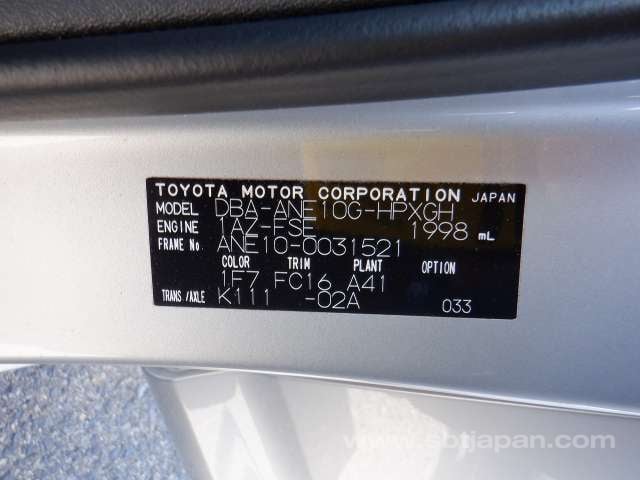 TOYOTA MOTOR CORPORATION JAPAN
MODEL DBA-ANE10G-HPXGH
ENGINE 1AZ-FSE 1998 mL
FRAME No. ANE10-0031521
COLOR TRIM PLANT OPTION
1F7 FC16 A41
TRANS./AXLE K111 -02A 033
www.sbtjapan.com